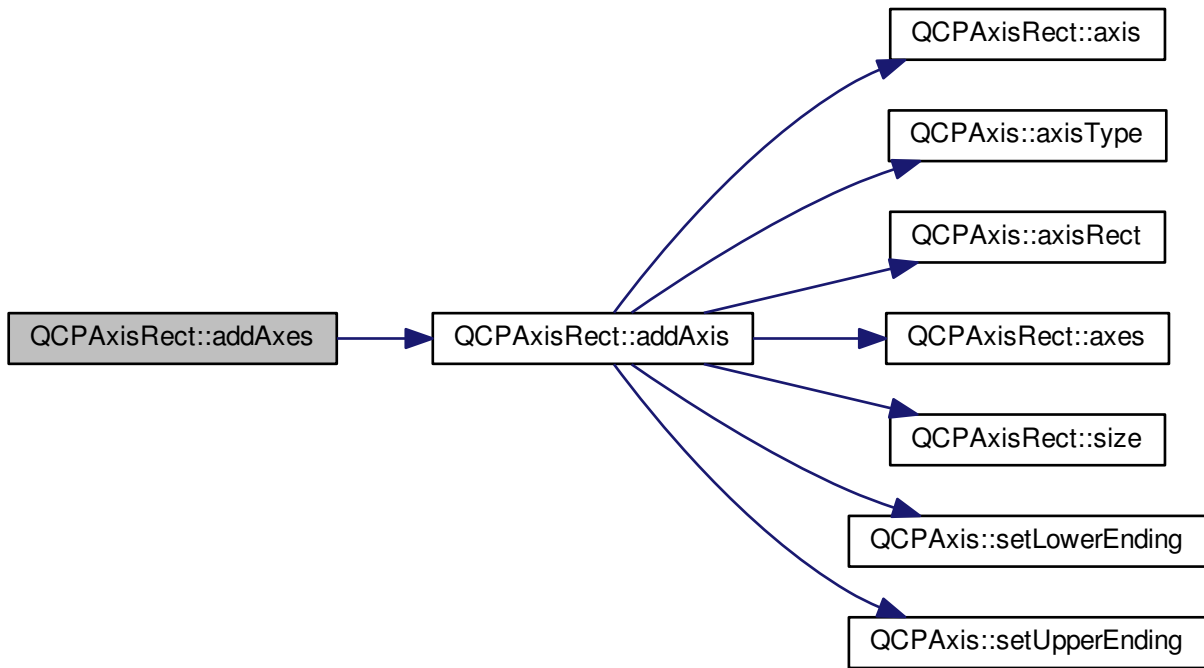 QCPAxisRect::addAxes
QCPAxisRect::addAxis
QCPAxisRect::axis
QCPAxis::axisType
QCPAxis::axisRect
QCPAxisRect::axes
QCPAxisRect::size
QCPAxis::setLowerEnding
QCPAxis::setUpperEnding